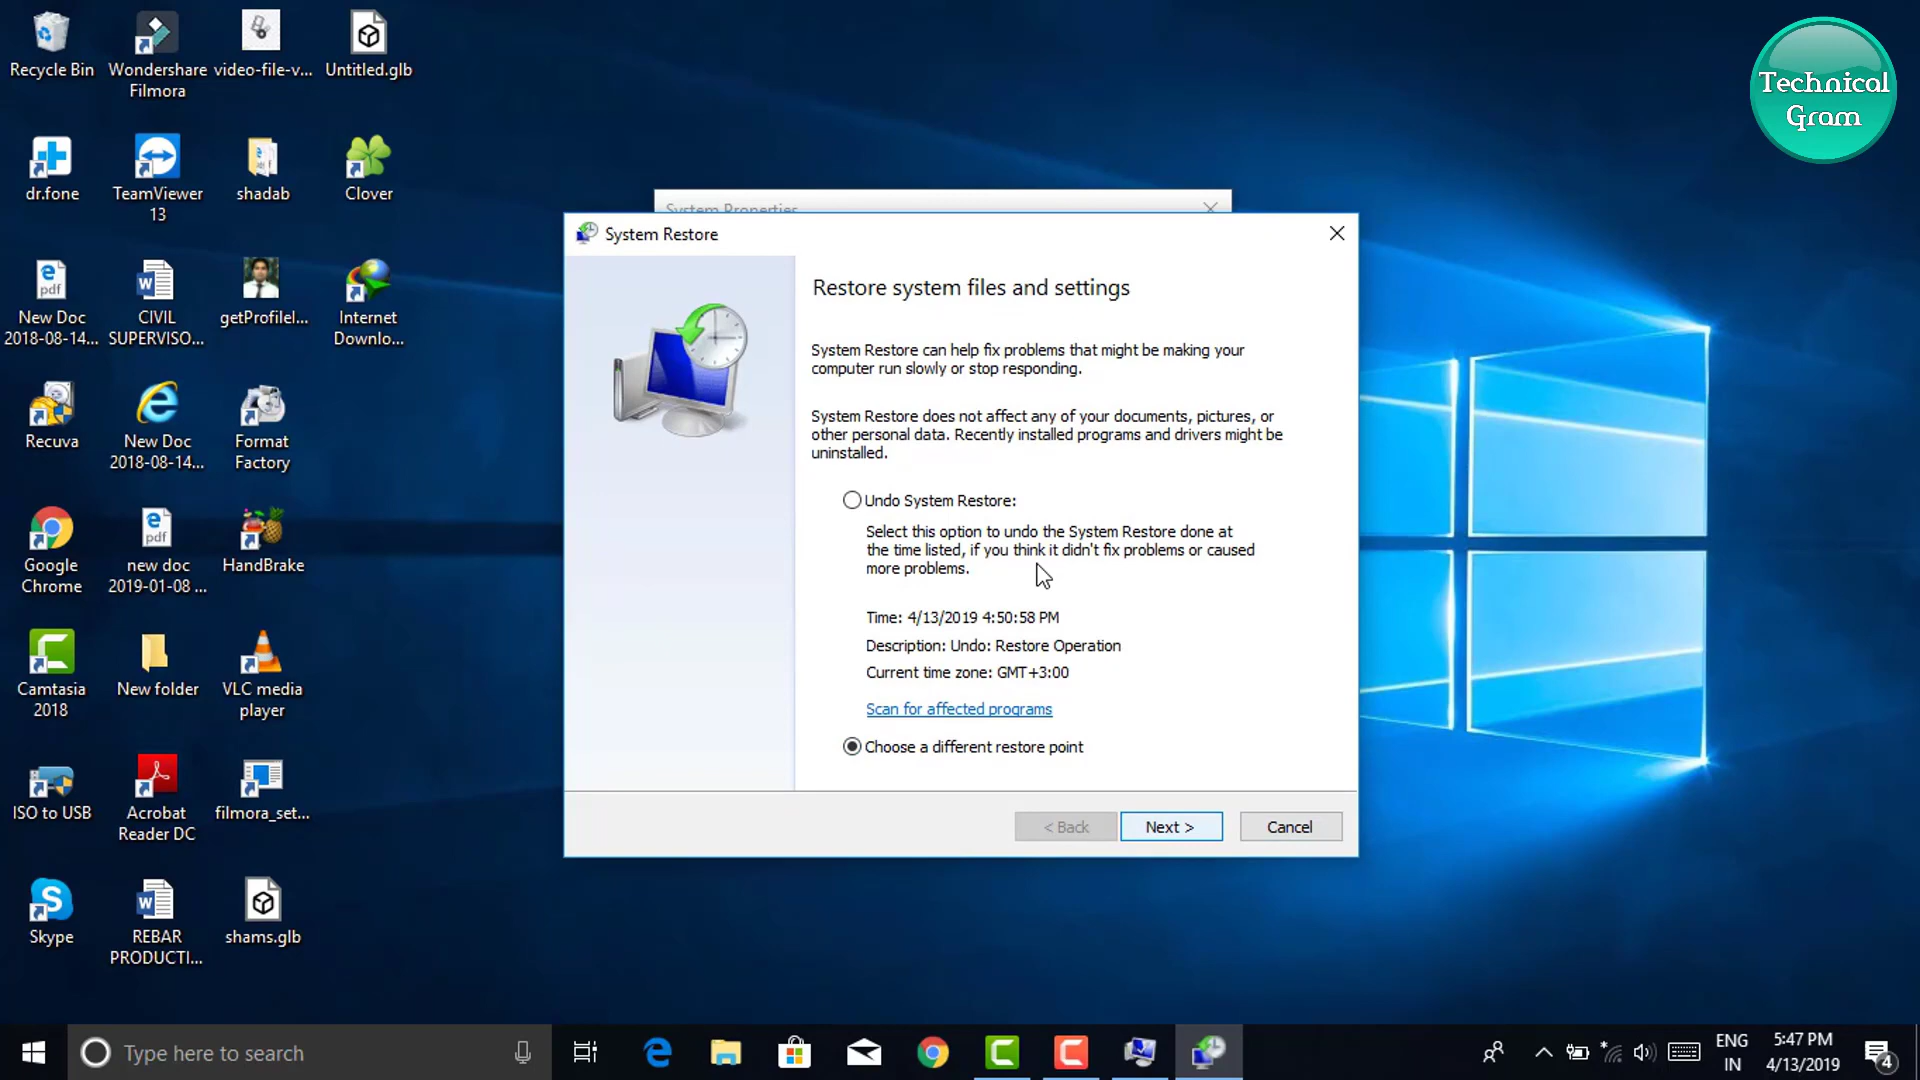 Recycle Bin
Wondershare
Filmora
video-file-v...
Untitled.glb
dr.fone
TeamViewer
13
shadab
Clover
New Doc
2018-08-14...
CIVIL
SUPERVISO...
getProfileI...
Internet
Downlo...
Recuva
New Doc
2018-08-14...
Format
Factory
Google
Chrome
new doc
2019-01-08 ...
HandBrake
Camtasia
2018
New folder
VLC media
player
ISO to USB
Acrobat
Reader DC
filmora_set...
Skype
REBAR
PRODUCTI...
shams.glb
Technical
Gram
System Properties
System Restore
Restore system files and settings
System Restore can help fix problems that might be making your
computer run slowly or stop responding.
System Restore does not affect any of your documents, pictures, or
other personal data. Recently installed programs and drivers might be
uninstalled.
Undo System Restore:
Select this option to undo the System Restore done at
the time listed, if you think it didn't fix problems or caused
more problems.
Time: 4/13/2019 4:50:58 PM
Description: Undo: Restore Operation
Current time zone: GMT+3:00
Scan for affected programs
Choose a different restore point
< Back
Next >
Cancel
Type here to search
ENG
IN
5:47 PM
4/13/2019
4